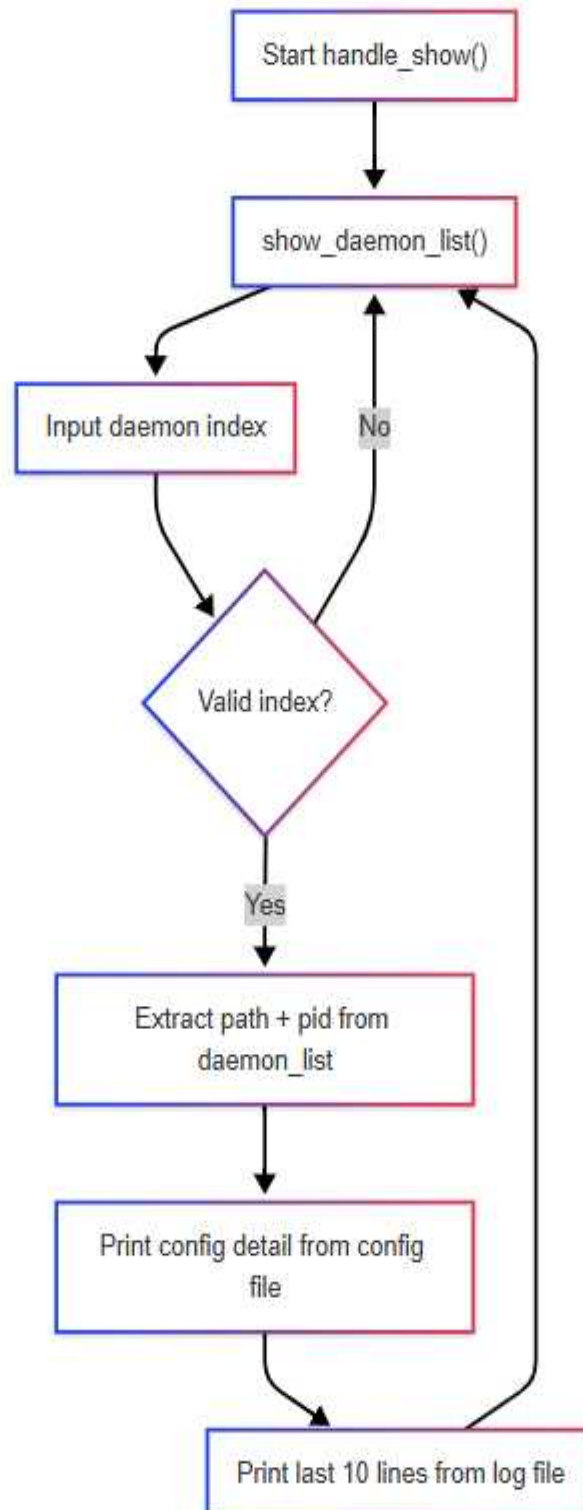 Start handle_show()
show_daemon_list()
Input daemon index
No
Valid index?
Yes
Extract path + pid from
daemon_list
Print config detail from config
file
Print last 10 lines from log file